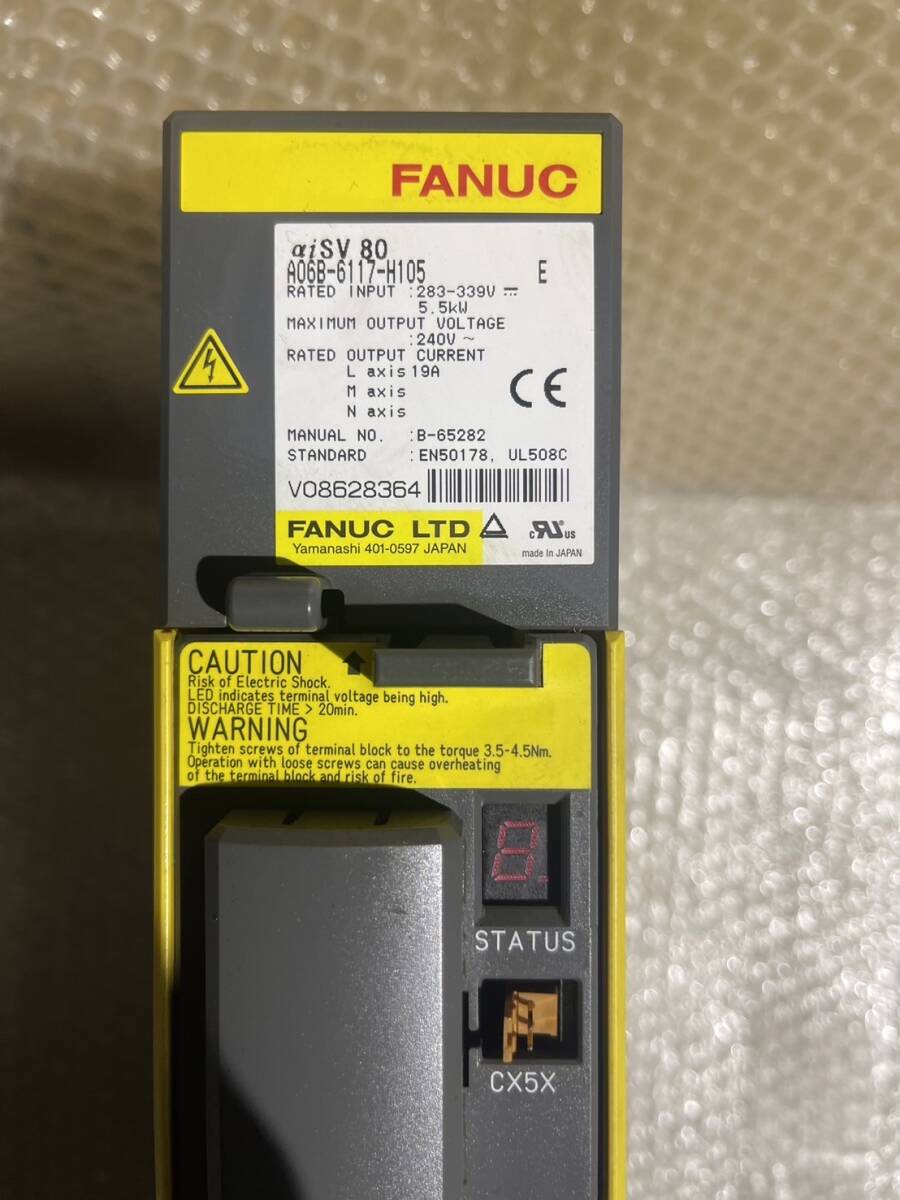 FANUC
αiSV 80
A06B-6117-H105 E
RATED INPUT :283-339V
5.5kW
MAXIMUM OUTPUT VOLTAGE
:240V ~
RATED OUTPUT CURRENT
L axis 19A
M axis
N axis
CE
MANUAL NO. :B-65282
STANDARD :EN50178, UL508C
V08628364
FANUC LTD
Yamanashi 401-0597 JAPAN
c RU us
made in JAPAN
CAUTION
Risk of Electric Shock.
LED indicates terminal voltage being high.
DISCHARGE TIME > 20min.
WARNING
Tighten screws of terminal block to the torque 3.5-4.5Nm.
Operation with loose screws can cause overheating
of the terminal block and risk of fire.
8
STATUS
CX5X